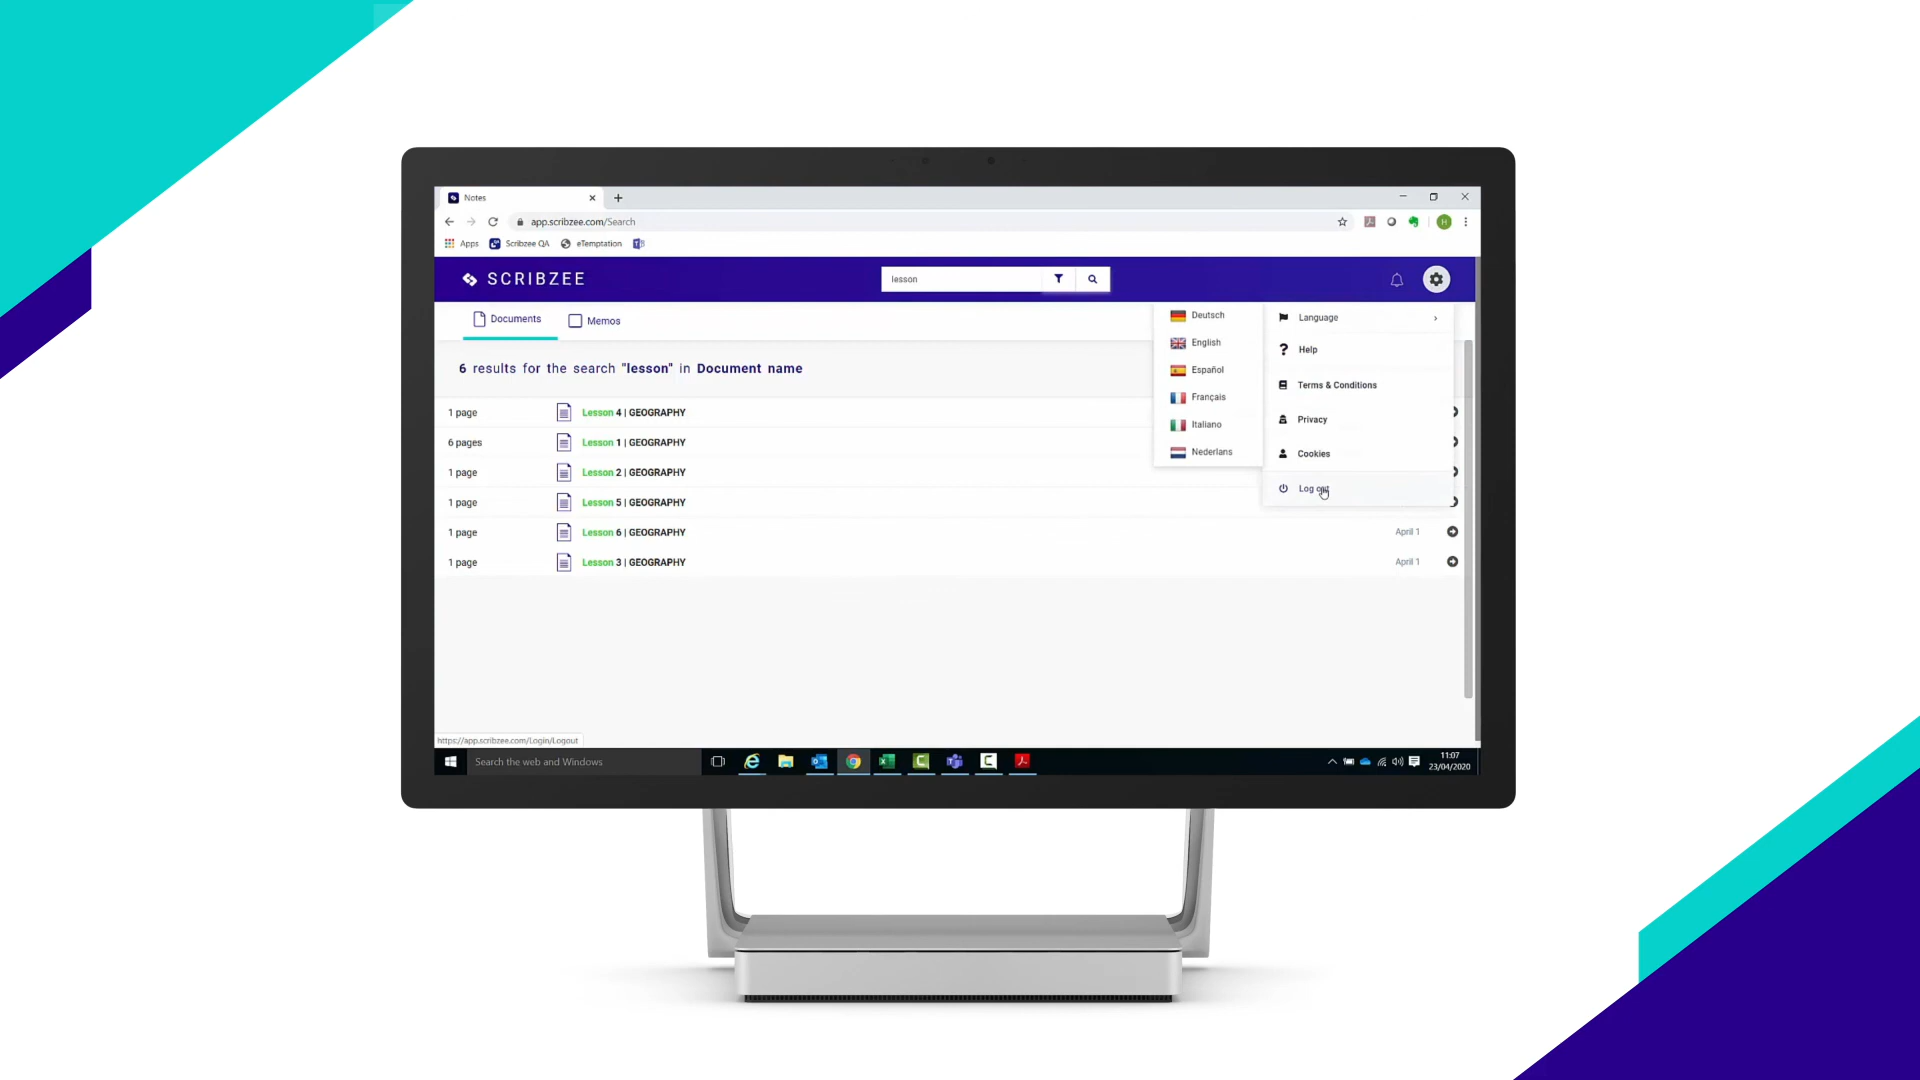 Notes
app.scribzee.com/Search
Apps Scribzee QA eTemptation
SCRIBZEE
lesson
Documents Memos
6 results for the search "lesson" in Document name
1 page Lesson 4 | GEOGRAPHY
6 pages Lesson 1 | GEOGRAPHY
1 page Lesson 2 | GEOGRAPHY
1 page Lesson 5 | GEOGRAPHY
1 page Lesson 6 | GEOGRAPHY April 1
1 page Lesson 3 | GEOGRAPHY April 1
Deutsch
English
Español
Français
Italiano
Nederlans
Language
Help
Terms & Conditions
Privacy
Cookies
Log out
https://app.scribzee.com/Login/Logout
Search the web and Windows
11:07
23/04/2020